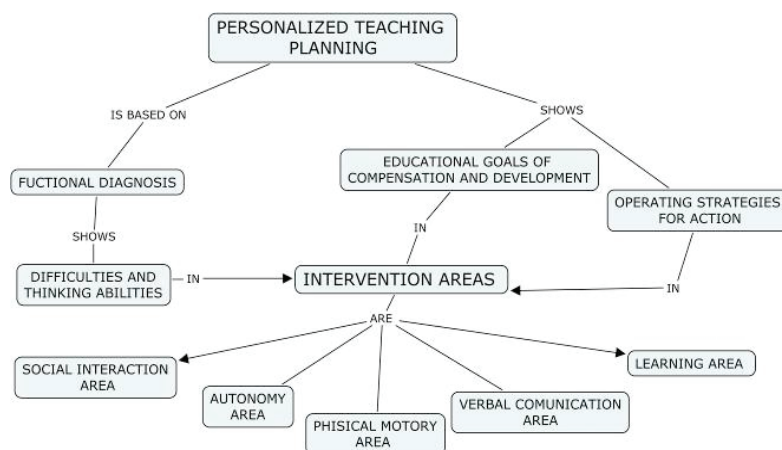 PERSONALIZED TEACHING
PLANNING
IS BASED ON
SHOWS
FUCTIONAL DIAGNOSIS
EDUCATIONAL GOALS OF
COMPENSATION AND DEVELOPMENT
OPERATING STRATEGIES
FOR ACTION
SHOWS
IN
DIFFICULTIES AND
THINKING ABILITIES
IN
INTERVENTION AREAS
IN
ARE
SOCIAL INTERACTION
AREA
AUTONOMY
AREA
PHISICAL MOTORY
AREA
VERBAL COMUNICATION
AREA
LEARNING AREA